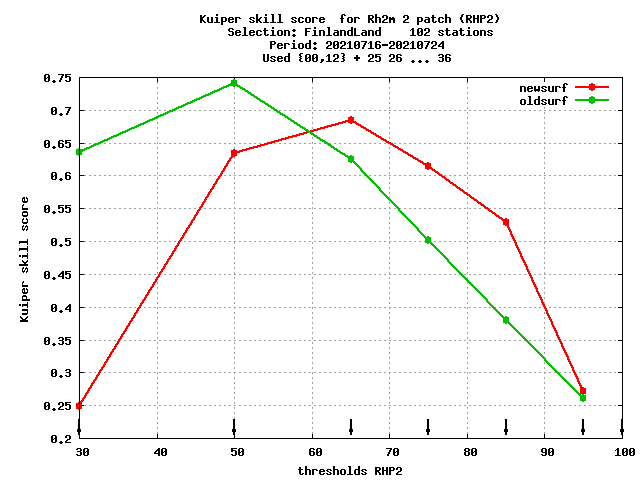 Kuiper skill score  for Rh2m 2 patch (RHP2)
Selection: FinlandLand    102 stations
Period: 20210716-20210724
Used {00,12} + 25 26 ... 36
newsurf
oldsurf
0.75
0.7
0.65
0.6
0.55
0.5
0.45
0.4
0.35
0.3
0.25
0.2
Kuiper skill score
30 40 50 60 70 80 90 100
thresholds RHP2